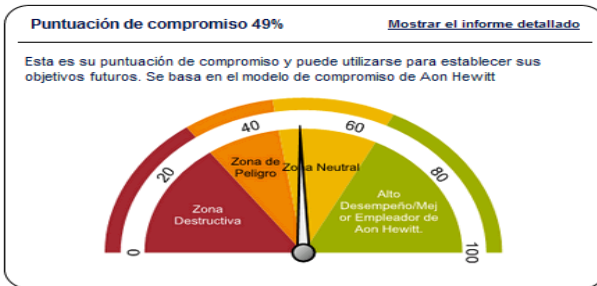 Puntuación de compromiso 49%
Mostrar el informe detallado
Esta es su puntuación de compromiso y puede utilizarse para establecer sus
objetivos futuros. Se basa en el modelo de compromiso de Aon Hewitt
0
20
40
60
80
100
Zona
Destructiva
Zona de
Peligro
Zona Neutral
Alto
Desempeño/Mej
or Empleador de
Aon Hewitt.